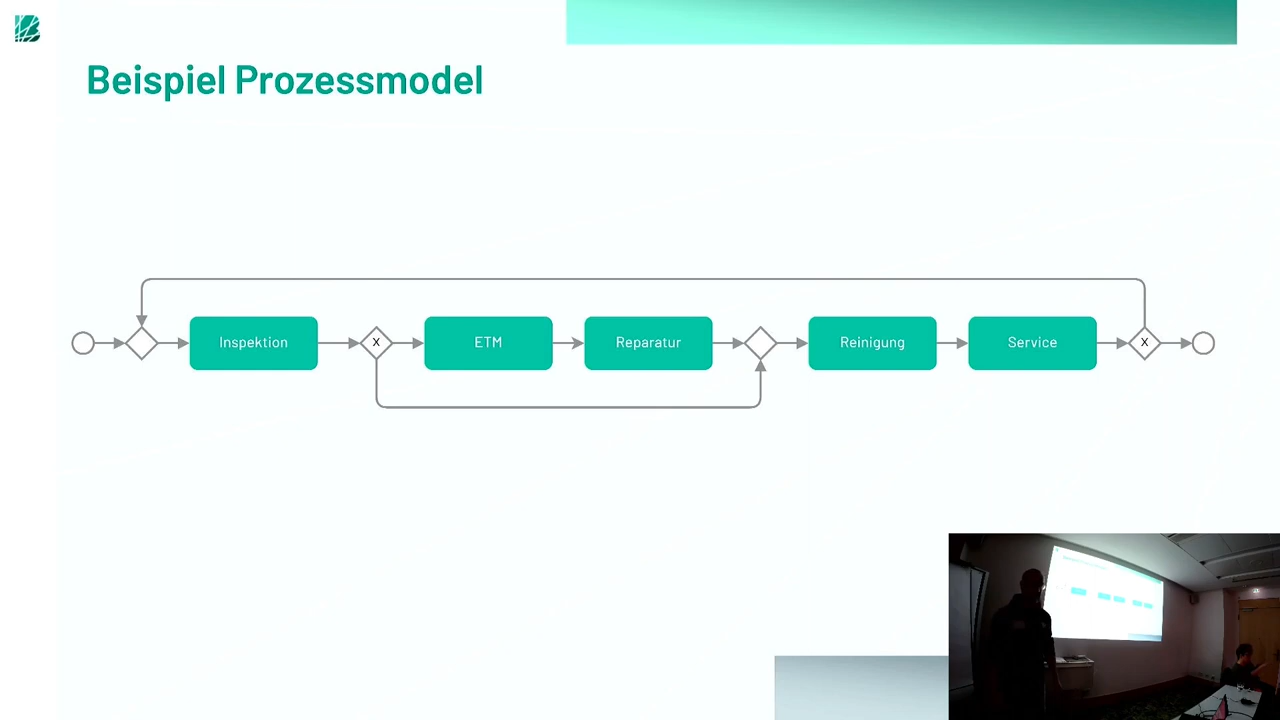 Beispiel Prozessmodel
Inspektion
X
ETM
Reparatur
Reinigung
Service
X